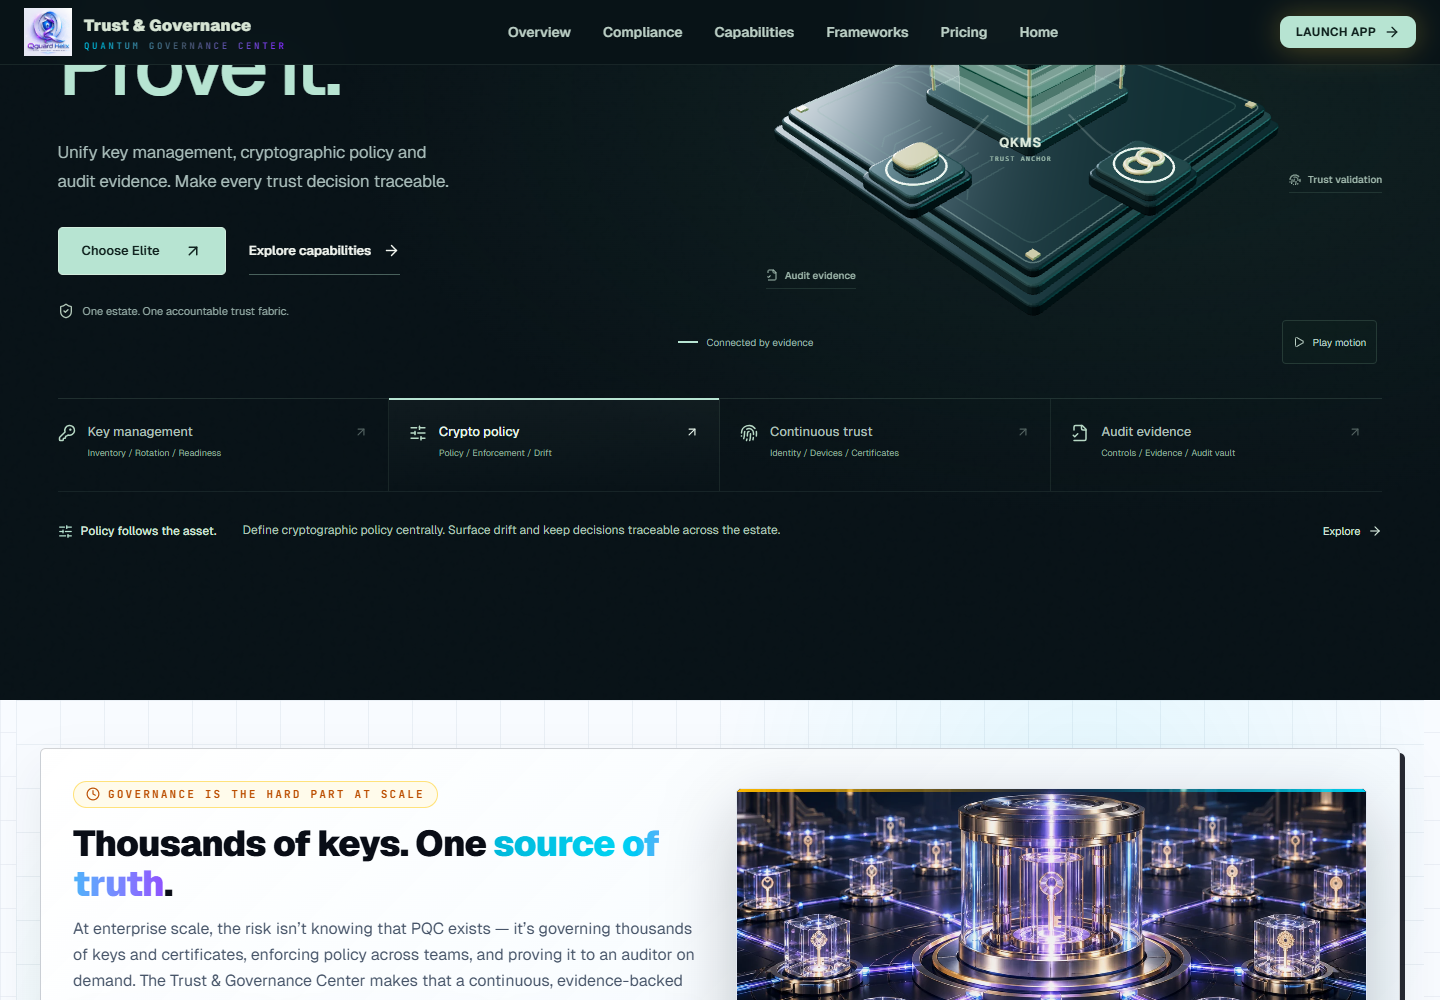 Trust & Governance
QUANTUM GOVERNANCE CENTER
Overview
Compliance
Capabilities
Frameworks
Pricing
Home
LAUNCH APP
Prove it.
Unify key management, cryptographic policy and
audit evidence. Make every trust decision traceable.
Choose Elite
Explore capabilities
One estate. One accountable trust fabric.
QKMS
TRUST ANCHOR
Trust validation
Audit evidence
Connected by evidence
Play motion
Key management
Inventory / Rotation / Readiness
Crypto policy
Policy / Enforcement / Drift
Continuous trust
Identity / Devices / Certificates
Audit evidence
Controls / Evidence / Audit vault
Policy follows the asset.
Define cryptographic policy centrally. Surface drift and keep decisions traceable across the estate.
Explore
GOVERNANCE IS THE HARD PART AT SCALE
Thousands of keys. One source of
truth.
At enterprise scale, the risk isn’t knowing that PQC exists — it’s governing thousands
of keys and certificates, enforcing policy across teams, and proving it to an auditor on
demand. The Trust & Governance Center makes that a continuous, evidence-backed